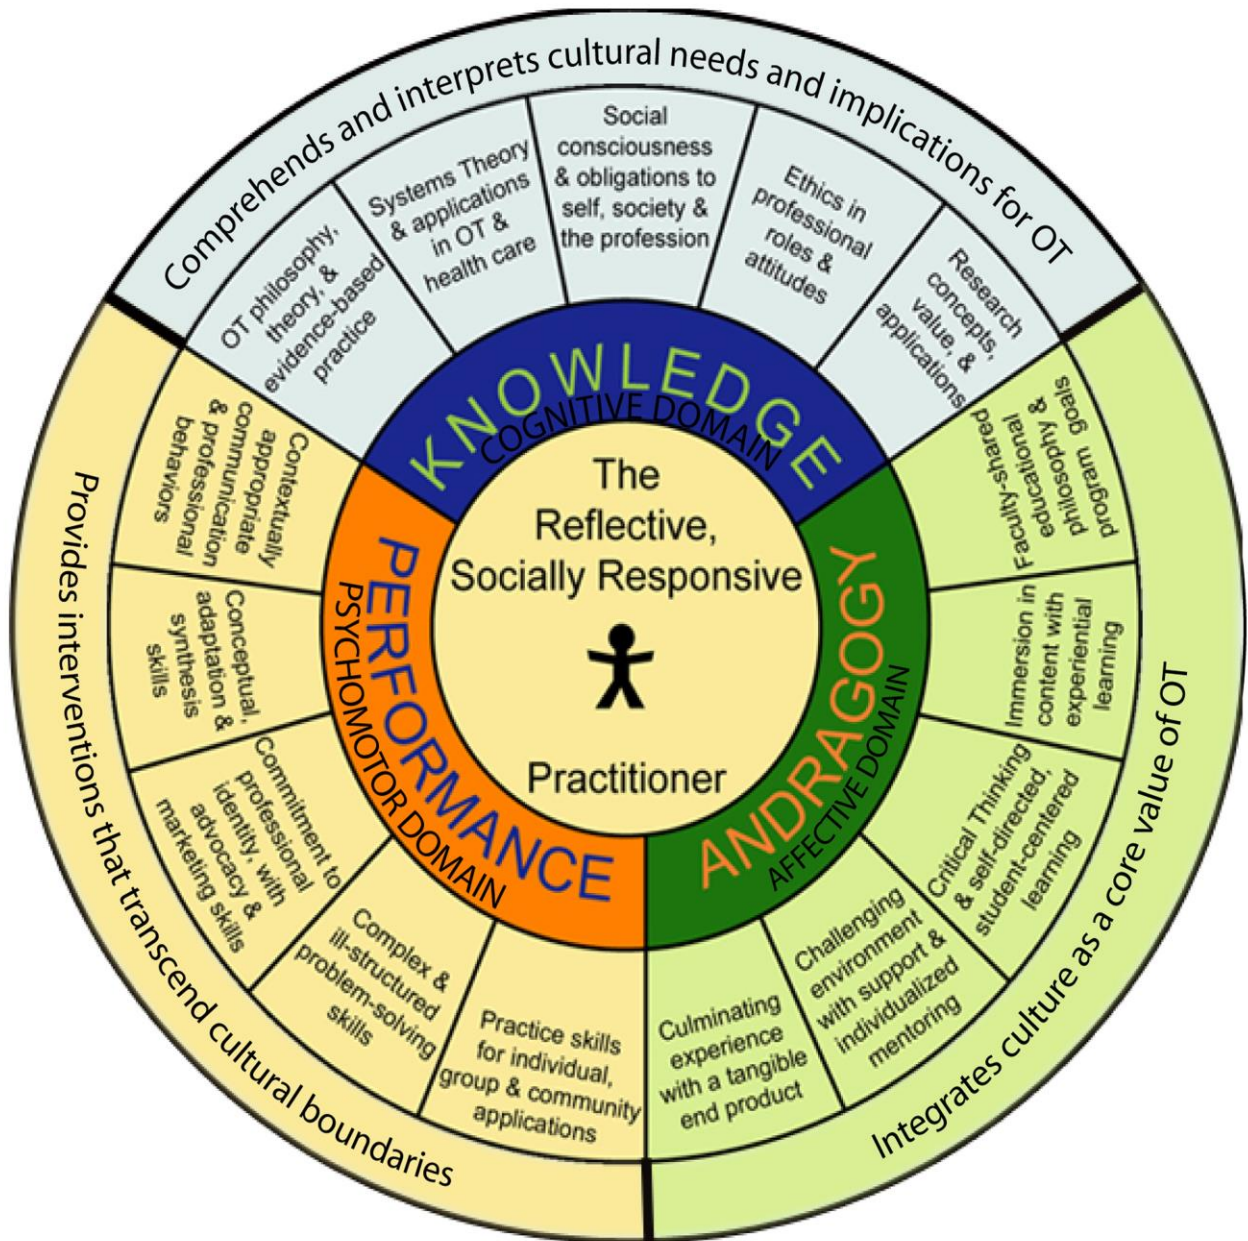 Comprehends and interprets cultural needs and implications for OT
OT philosophy,
theory, &
evidence-based
practice
Systems Theory
& applications
in OT &
health care
Social
consciousness
& obligations to
self, society &
the profession
Ethics in
professional
roles &
attitudes
Research
concepts,
value, &
applications
KNOWLEDGE
COGNITIVE DOMAIN
The
Reflective,
Socially Responsive
Practitioner
ANDRAGOGY
AFFECTIVE DOMAIN
Faculty-shared
educational
philosophy &
program goals
Immersion in
content with
experiential
learning
Critical Thinking
& self-directed,
student-centered
learning
Challenging
environment
with support &
individualized
mentoring
Culminating
experience
with a tangible
end product
Integrates culture as a core value of OT
PERFORMANCE
PSYCHOMOTOR DOMAIN
Practice skills
for individual,
group & community
applications
Complex &
ill-structured
problem-solving
skills
Commitment to
professional
identity, with
advocacy &
marketing skills
Conceptual,
adaptation &
synthesis
skills
Contextually
appropriate
communication
& professional
behaviors
Provides interventions that transcend cultural boundaries